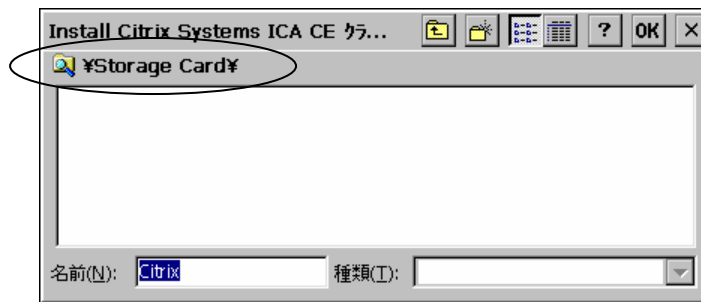 Install Citrix Systems ICA CE クラ... ? OK ×
¥Storage Card¥
名前(N): Citrix 種類(T):